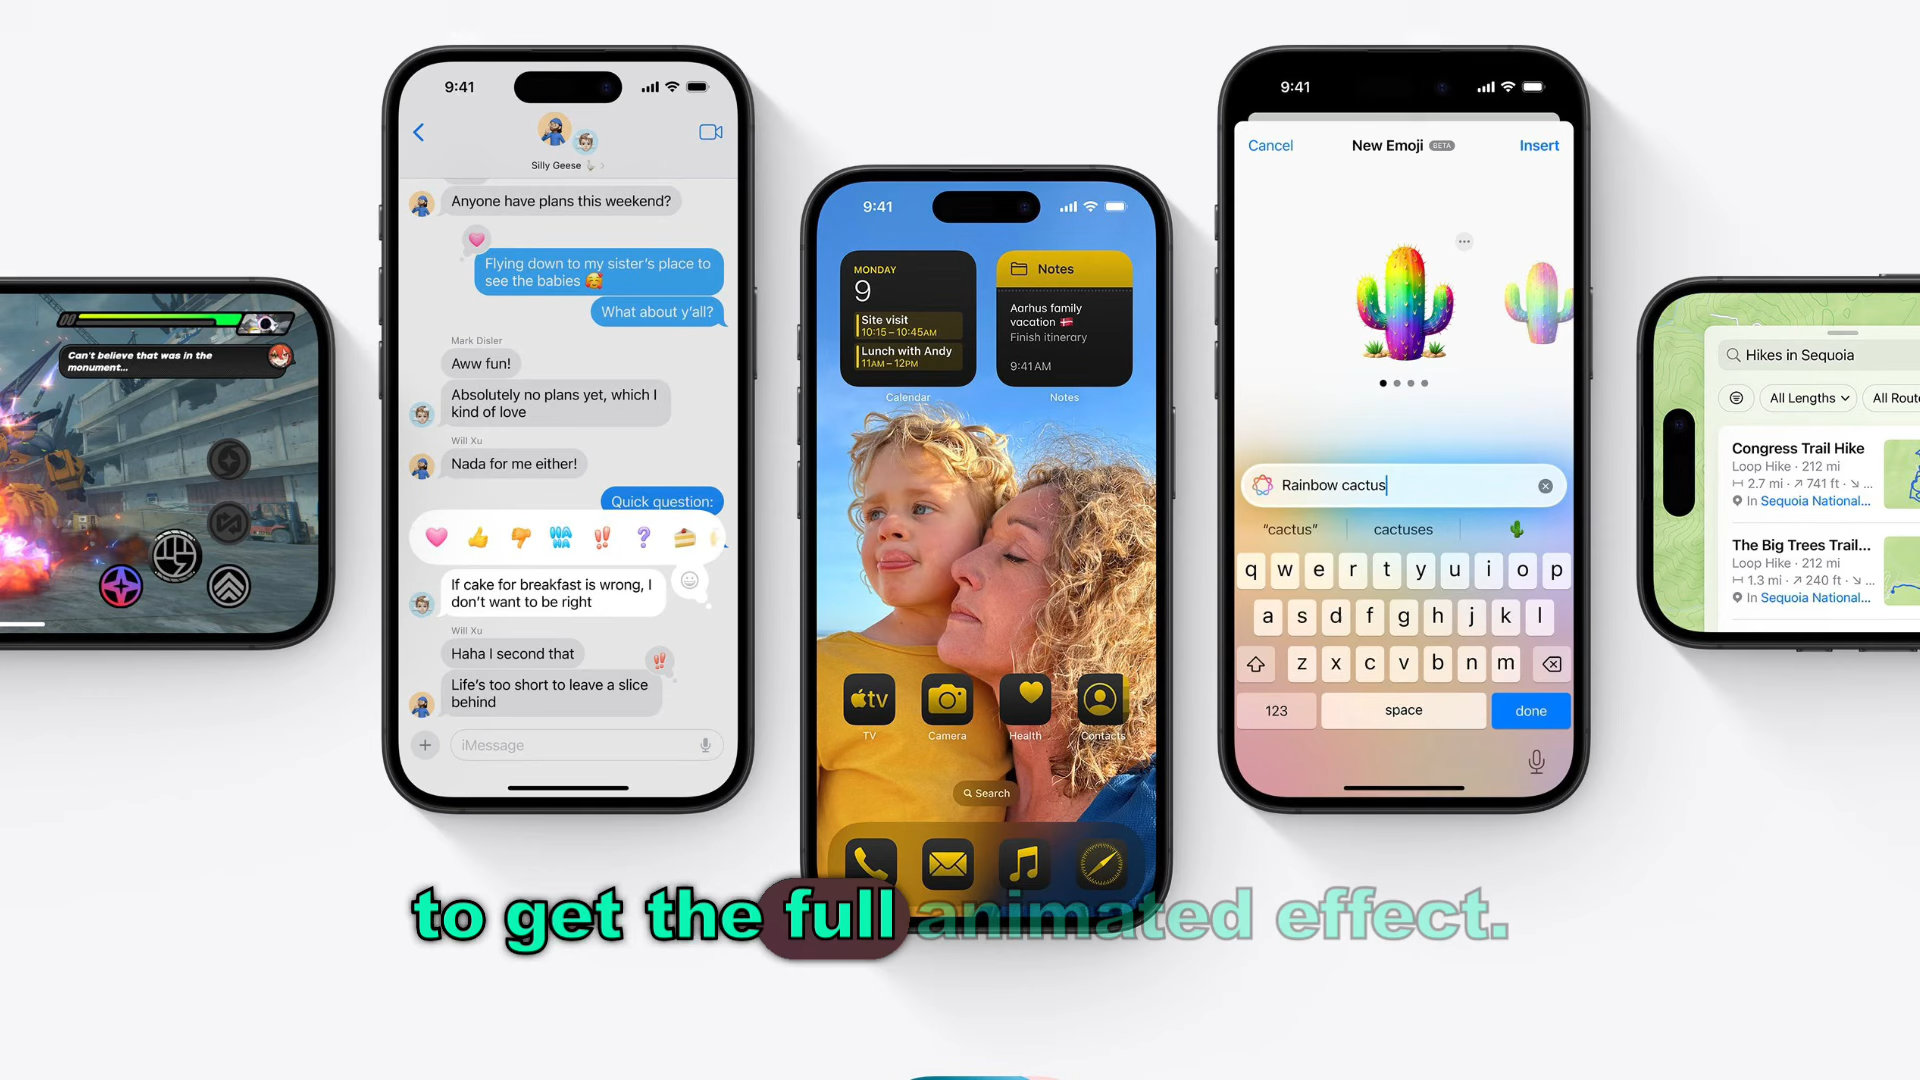 Can't believe that was in the
monument...
9:41
Silly Geese
Anyone have plans this weekend?
Flying down to my sister's place to
see the babies 🥰
What about y'all?
Mark Disler
Aww fun!
Absolutely no plans yet, which I
kind of love
Will Xu
Nada for me either!
Quick question:
HA
HA
If cake for breakfast is wrong, I
don't want to be right
Will Xu
Haha I second that
Life's too short to leave a slice
behind
iMessage
9:41
MONDAY
9
Site visit
10:15 – 10:45AM
Lunch with Andy
11AM – 12PM
Calendar
Notes
Aarhus family
vacation 🇩🇰
Finish itinerary
9:41 AM
Notes
tv
TV
Camera
Health
Contacts
Search
9:41
Cancel
New Emoji BETA
Insert
Rainbow cactus
"cactus" cactuses
q w e r t y u i o p
a s d f g h j k l
z x c v b n m
123 space done
Hikes in Sequoia
All Lengths
All Route
Congress Trail Hike
Loop Hike · 212 mi
2.7 mi · 741 ft · ...
In Sequoia National...
The Big Trees Trail...
Loop Hike · 212 mi
1.3 mi · 240 ft · ...
In Sequoia National...
to get the full animated effect.